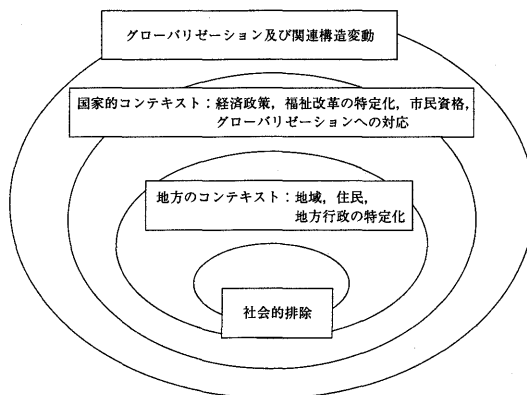 グローバリゼーション及び関連構造変動
国家的コンテキスト：経済政策，福祉改革の特定化，市民資格，
グローバリゼーションへの対応
地方のコンテキスト：地域，住民，
地方行政の特定化
社会的排除